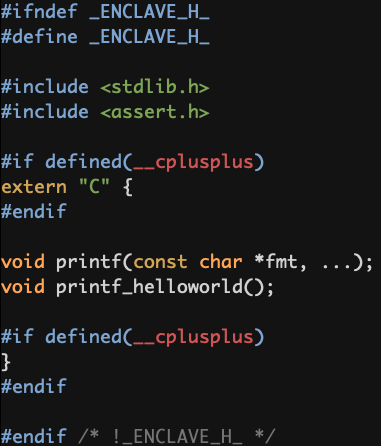 #ifndef _ENCLAVE_H_
#define _ENCLAVE_H_
#include <stdlib.h>
#include <assert.h>
#if defined(__cplusplus)
extern "C" {
#endif
void printf(const char *fmt, ...);
void printf_helloworld();
#if defined(__cplusplus)
}
#endif
#endif /* !_ENCLAVE_H_ */